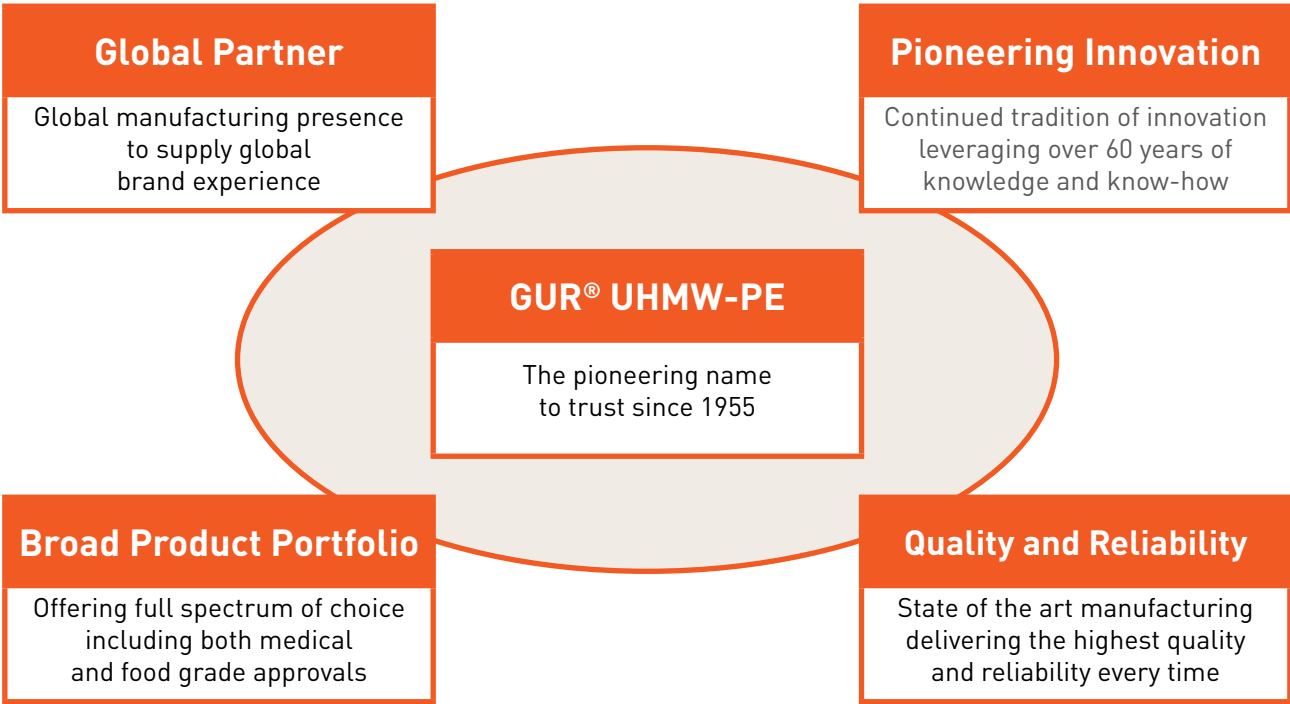 Global Partner
Global manufacturing presence
to supply global
brand experience
Pioneering Innovation
Continued tradition of innovation
leveraging over 60 years of
knowledge and know-how
GUR® UHMW-PE
The pioneering name
to trust since 1955
Broad Product Portfolio
Offering full spectrum of choice
including both medical
and food grade approvals
Quality and Reliability
State of the art manufacturing
delivering the highest quality
and reliability every time